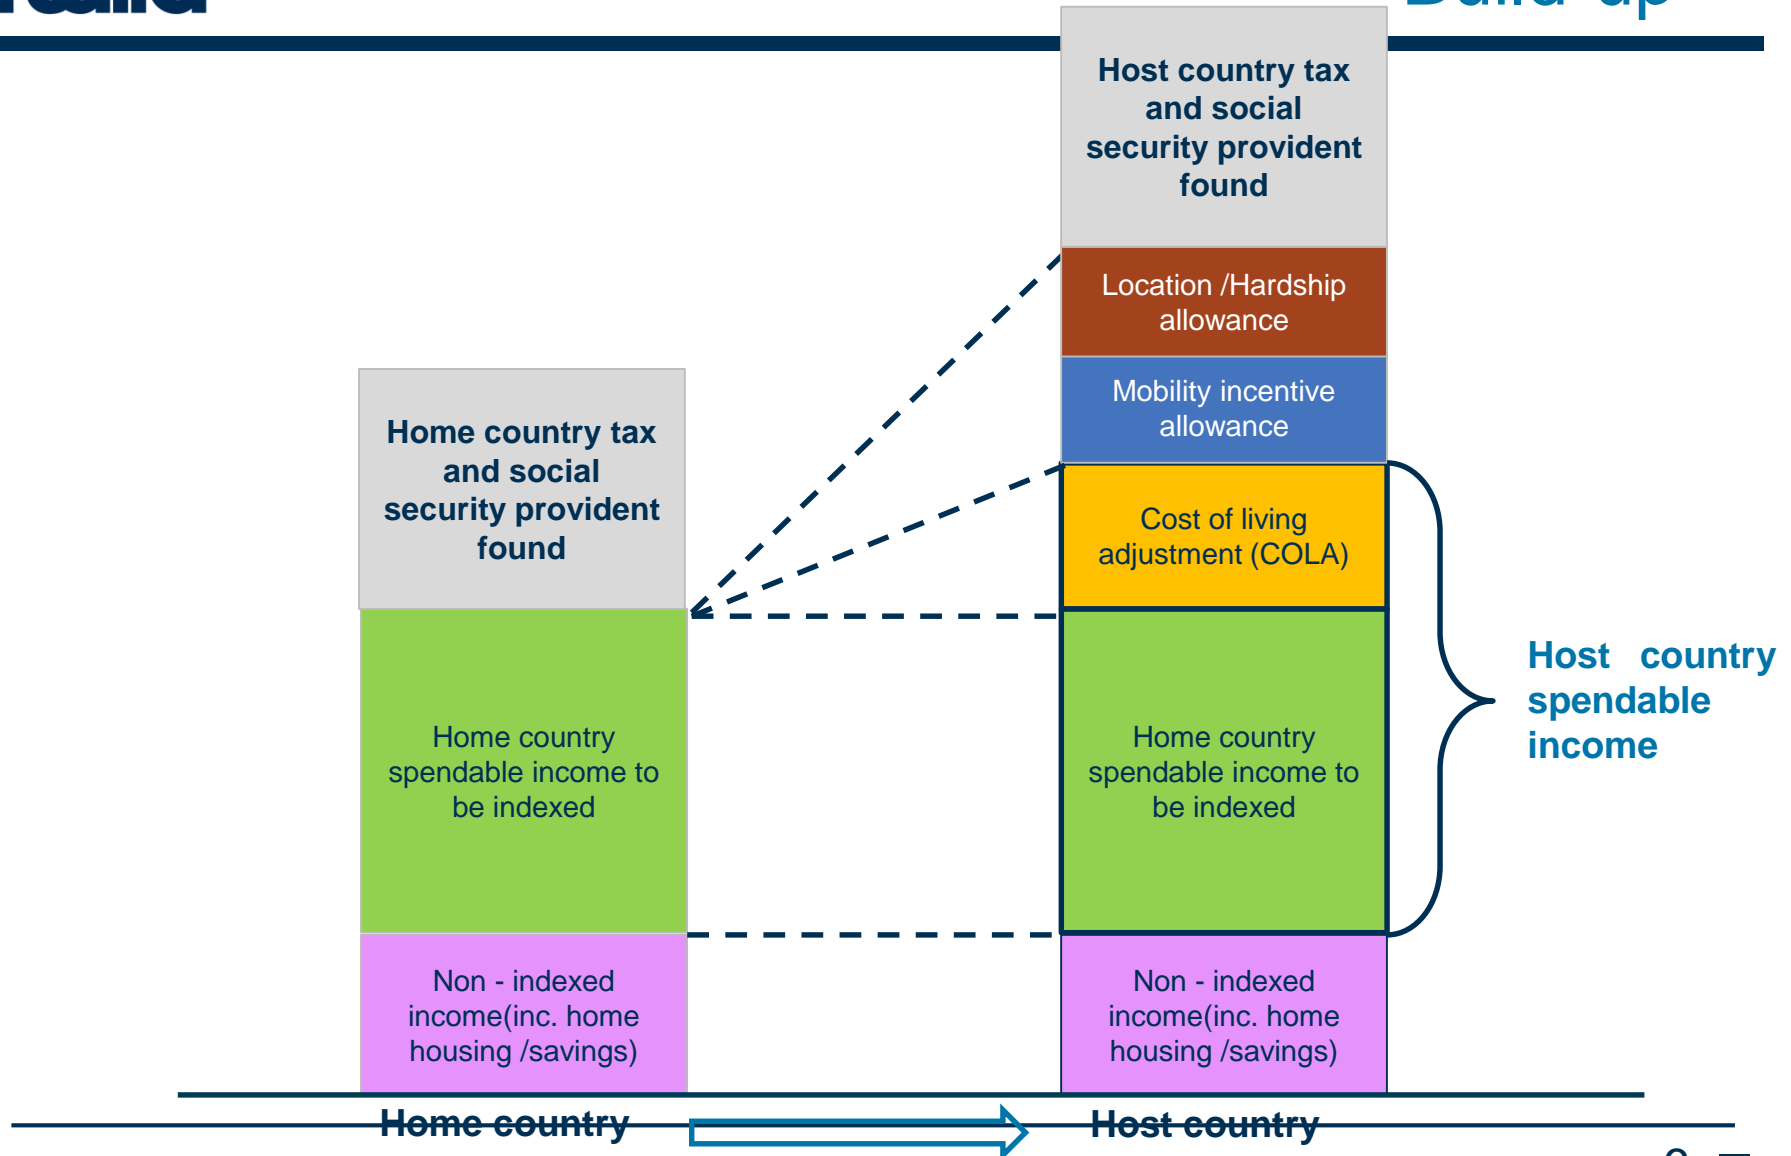 Build-up
Host country tax
and social
security provident
found
Location /Hardship
allowance
Mobility incentive
allowance
Cost of living
adjustment (COLA)
Home country
spendable income to
be indexed
Non - indexed
income(inc. home
housing /savings)
Home country tax
and social
security provident
found
Home country
spendable income to
be indexed
Non - indexed
income(inc. home
housing /savings)
Host country
spendable
income
Home country
Host country